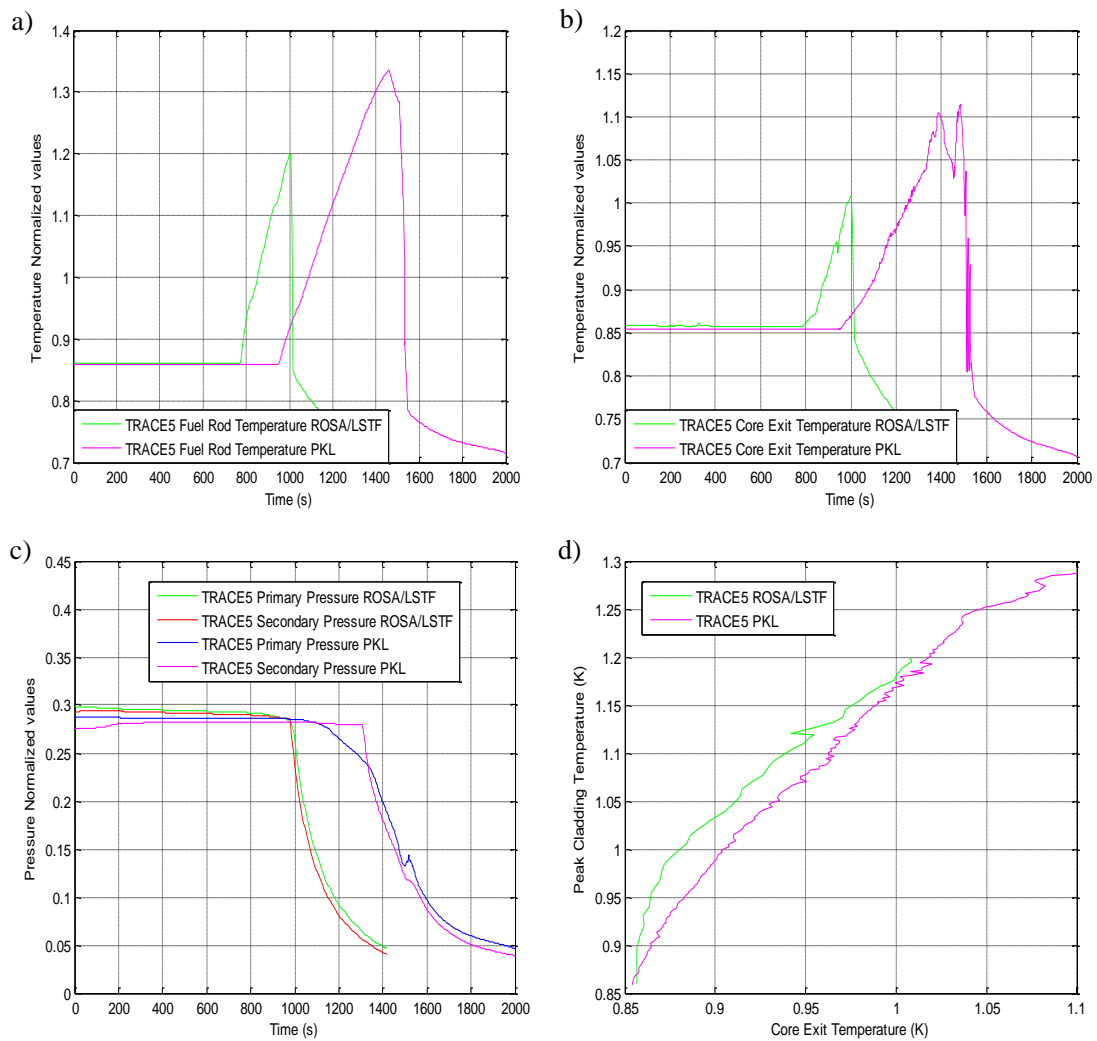 a)
1.4
1.3
1.2
1.1
1
0.9
0.8
0.7
0 200 400 600 800 1000 1200 1400 1600 1800 2000
Time (s)
Temperature Normalized values
TRACE5 Fuel Rod Temperature ROSA/LSTF
TRACE5 Fuel Rod Temperature PKL
b)
1.2
1.15
1.1
1.05
1
0.95
0.9
0.85
0.8
0.75
0.7
0 200 400 600 800 1000 1200 1400 1600 1800 2000
Time (s)
Temperature Normalized values
TRACE5 Core Exit Temperature ROSA/LSTF
TRACE5 Core Exit Temperature PKL
c)
0.45
0.4
0.35
0.3
0.25
0.2
0.15
0.1
0.05
0
0 200 400 600 800 1000 1200 1400 1600 1800 2000
Time (s)
Pressure Normalized values
TRACE5 Primary Pressure ROSA/LSTF
TRACE5 Secondary Pressure ROSA/LSTF
TRACE5 Primary Pressure PKL
TRACE5 Secondary Pressure PKL
d)
1.3
1.25
1.2
1.15
1.1
1.05
1
0.95
0.9
0.85
0.85 0.9 0.95 1 1.05 1.1
Core Exit Temperature (K)
Peak Cladding Temperature (K)
TRACE5 ROSA/LSTF
TRACE5 PKL